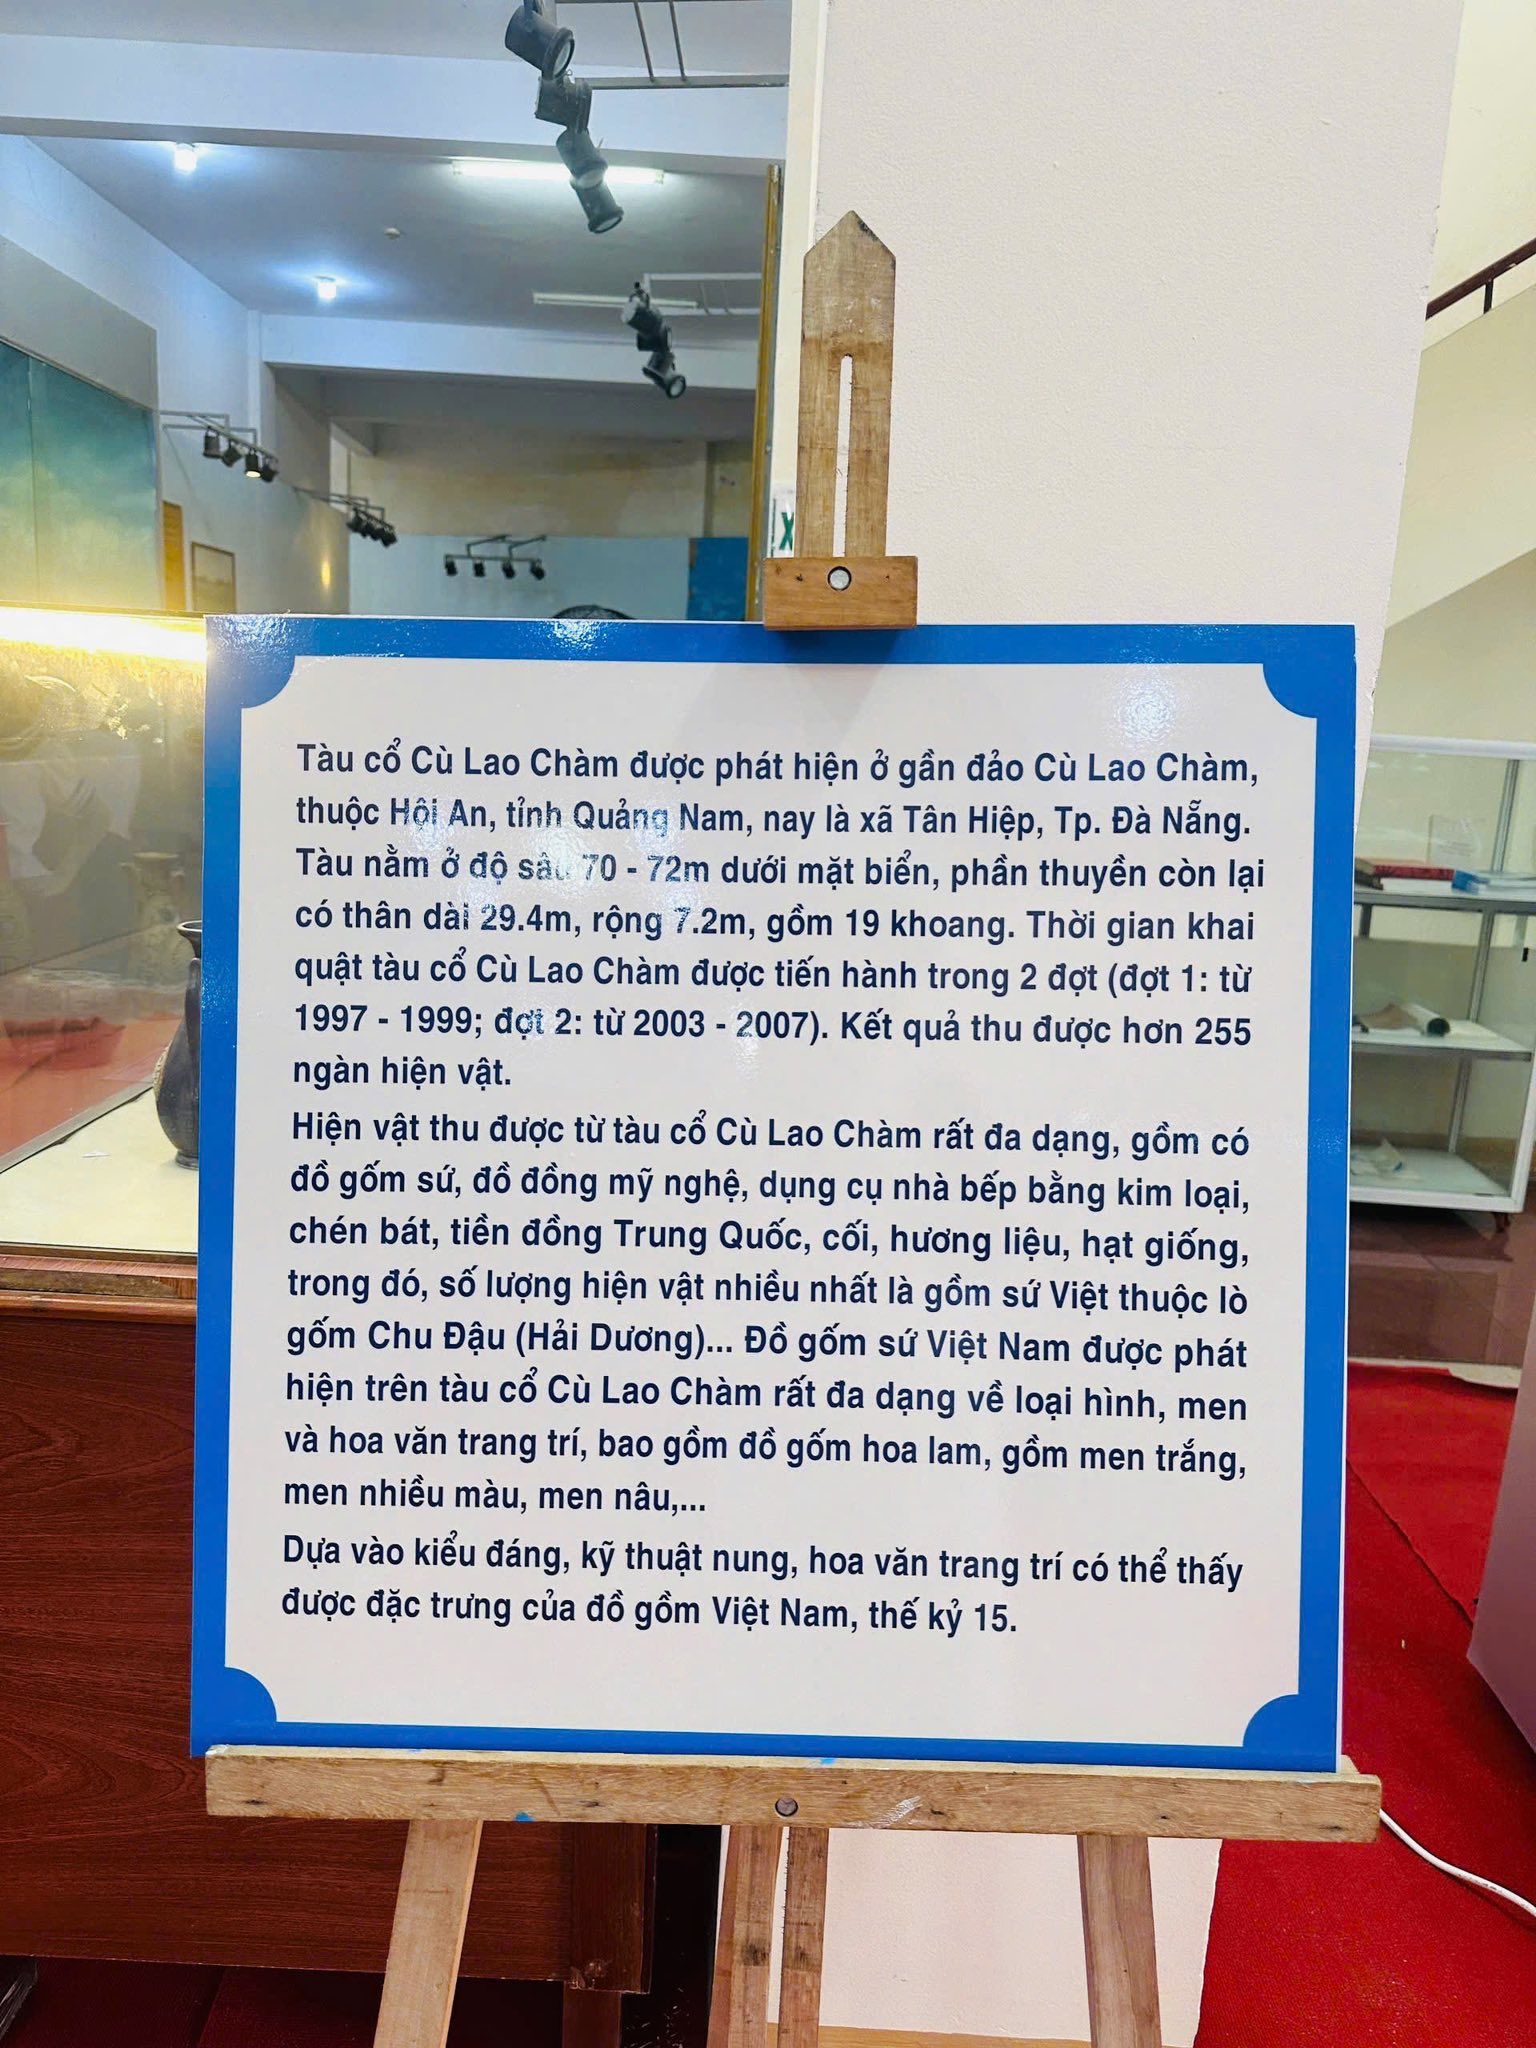 X
Tàu cổ Cù Lao Chàm được phát hiện ở gần đảo Cù Lao Chàm,
thuộc Hội An, tỉnh Quảng Nam, nay là xã Tân Hiệp, Tp. Đà Nẵng.
Tàu nằm ở độ sâu 70 - 72m dưới mặt biển, phần thuyền còn lại
có thân dài 29.4m, rộng 7.2m, gồm 19 khoang. Thời gian khai
quật tàu cổ Cù Lao Chàm được tiến hành trong 2 đợt (đợt 1: từ
1997 - 1999; đợt 2: từ 2003 - 2007). Kết quả thu được hơn 255
ngàn hiện vật.
Hiện vật thu được từ tàu cổ Cù Lao Chàm rất đa dạng, gồm có
đồ gốm sứ, đồ đồng mỹ nghệ, dụng cụ nhà bếp bằng kim loại,
chén bát, tiền đồng Trung Quốc, cối, hương liệu, hạt giống,
trong đó, số lượng hiện vật nhiều nhất là gồm sứ Việt thuộc lò
gốm Chu Đậu (Hải Dương)... Đồ gốm sứ Việt Nam được phát
hiện trên tàu cổ Cù Lao Chàm rất đa dạng về loại hình, men
và hoa văn trang trí, bao gồm đồ gốm hoa lam, gồm men trắng,
men nhiều màu, men nâu,...
Dựa vào kiểu đáng, kỹ thuật nung, hoa văn trang trí có thể thấy
được đặc trưng của đồ gồm Việt Nam, thế kỷ 15.